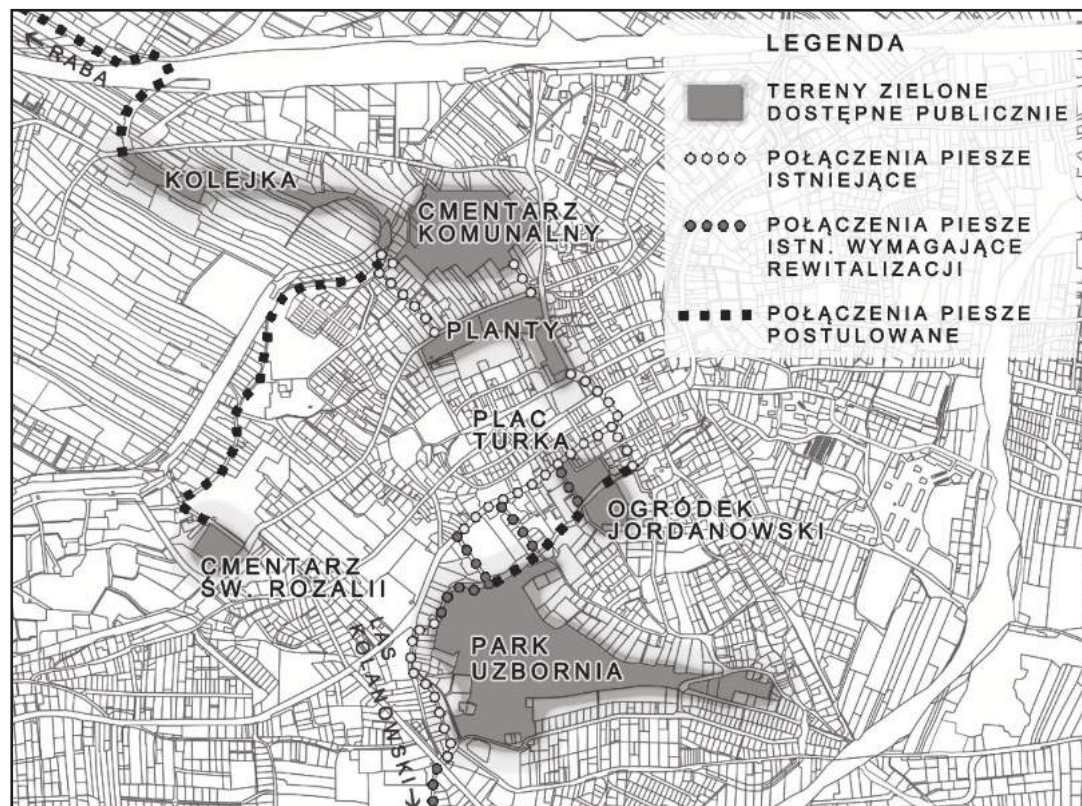 ← RABA
KOLEJKA
CMENTARZ
KOMUNALNY
PLANTY
PLAC
TURKA
OGRÓDEK
JORDANOWSKI
CMENTARZ
ŚW. ROZALII
LAS
KOLANOWSKI →
PARK
UZBORNIA
LEGENDA
TERENY ZIELONE
DOSTĘPNE PUBLICZNIE
POŁĄCZENIA PIESZE
ISTNIEJĄCE
POŁĄCZENIA PIESZE
ISTN. WYMAGAJĄCE
REWITALIZACJI
POŁĄCZENIA PIESZE
POSTULOWANE